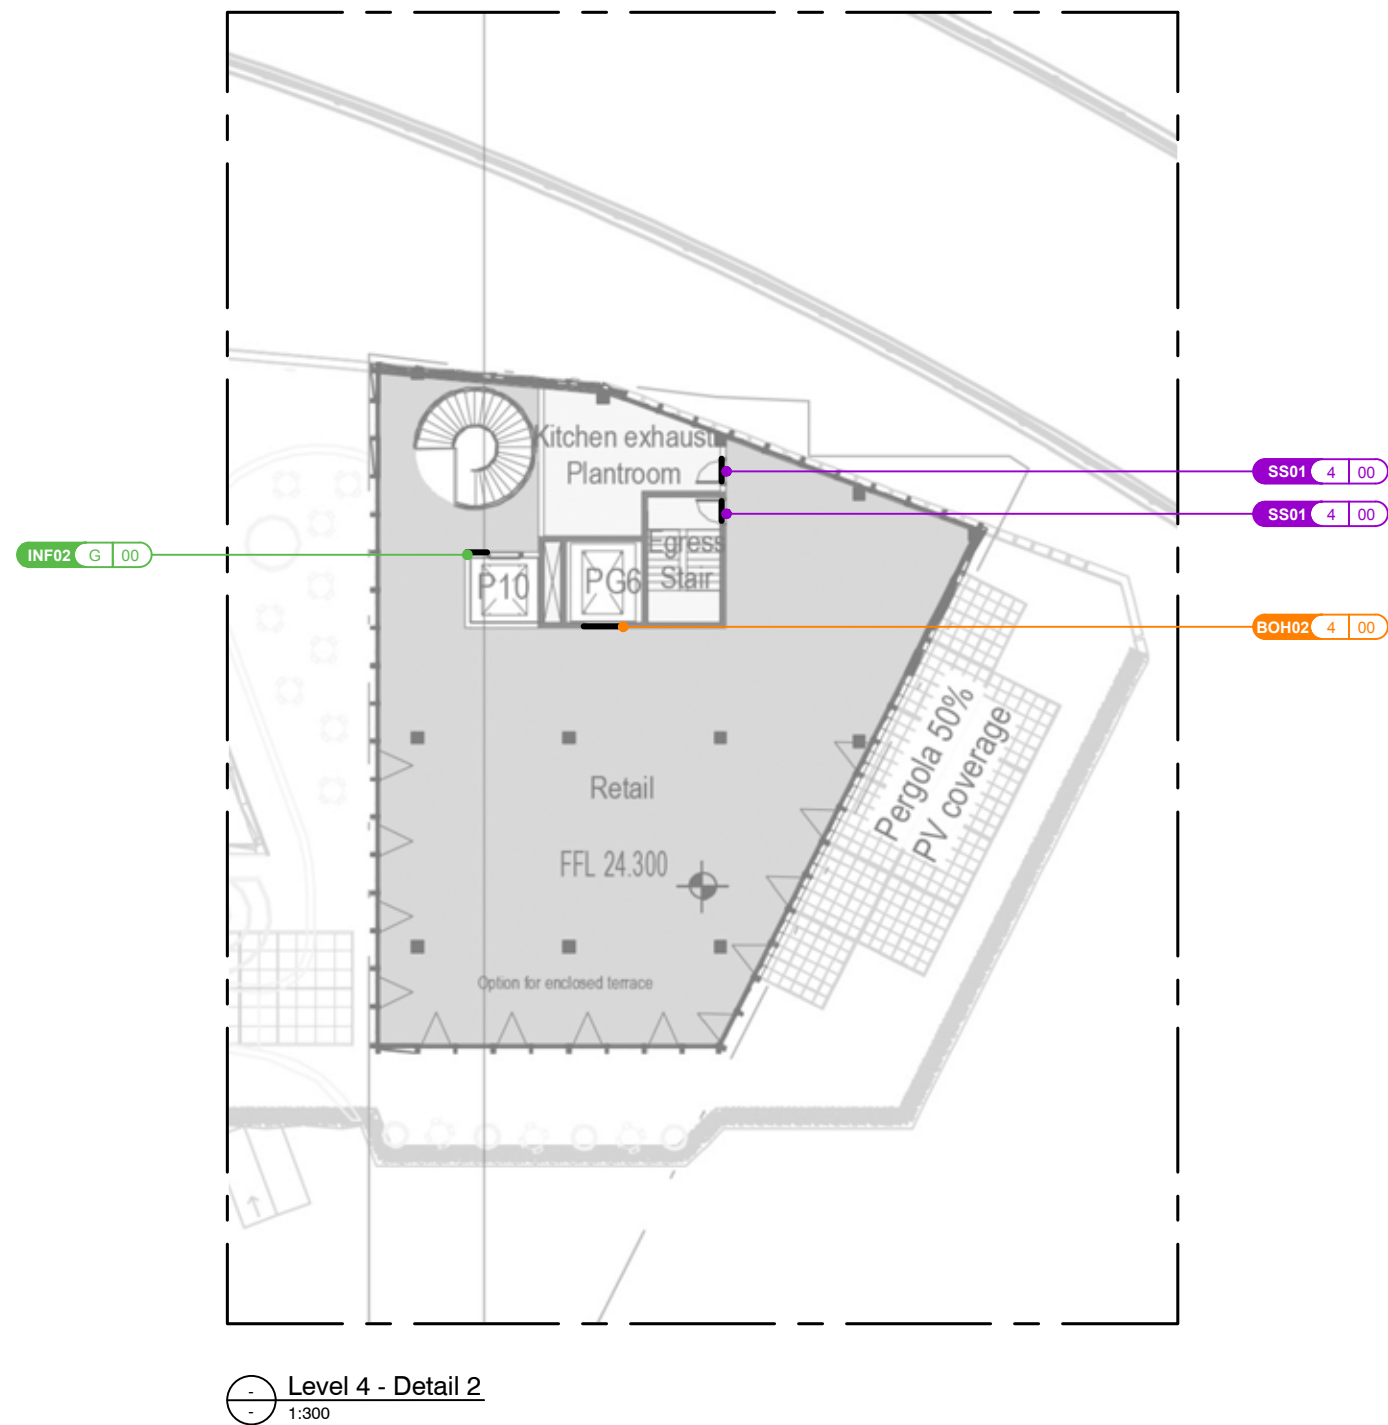 Kitchen exhaust
Plantroom
SS01 4 00
SS01 4 00
Egress
Stair
INF02 G 00
P10
PG6
BOH02 4 00
Pergola 50%
PV coverage
Retail
FFL 24.300
Option for enclosed terrace
-
-
Level 4 - Detail 2
1:300